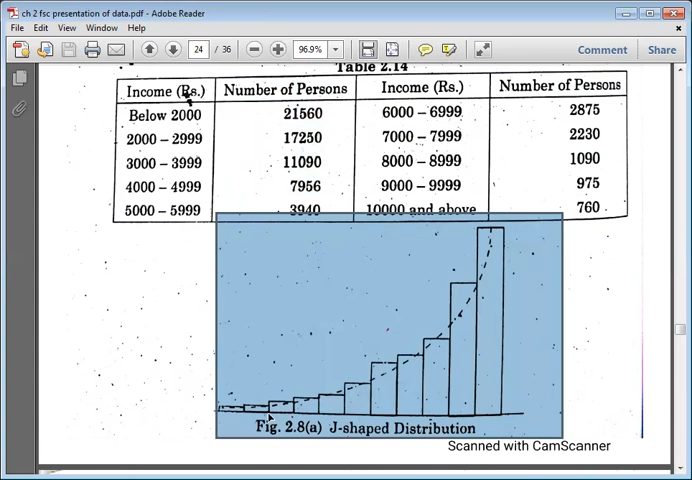 ch 2 fsc presentation of data.pdf - Adobe Reader
File Edit View Window Help
24 / 36 96.9% Comment Share
Table 2.14
Income (Rs.) Number of Persons Income (Rs.) Number of Persons
Below 2000 21560 6000 – 6999 2875
2000 – 2999 17250 7000 – 7999 2230
3000 – 3999 11090 8000 – 8999 1090
4000 – 4999 7956 9000 – 9999 975
5000 – 5999 3940 10000 and above 760
Fig. 2.8(a) J-shaped Distribution
Scanned with CamScanner